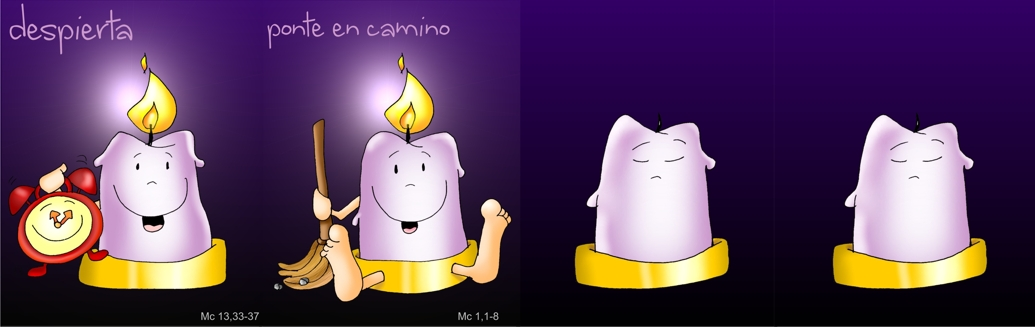 despierta
ponte en camino
Mc 13,33-37
Mc 1,1-8